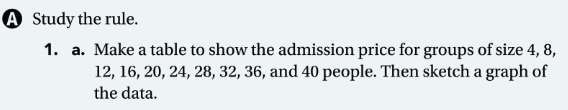 A Study the rule.
1. a. Make a table to show the admission price for groups of size 4, 8,
12, 16, 20, 24, 28, 32, 36, and 40 people. Then sketch a graph of
the data.